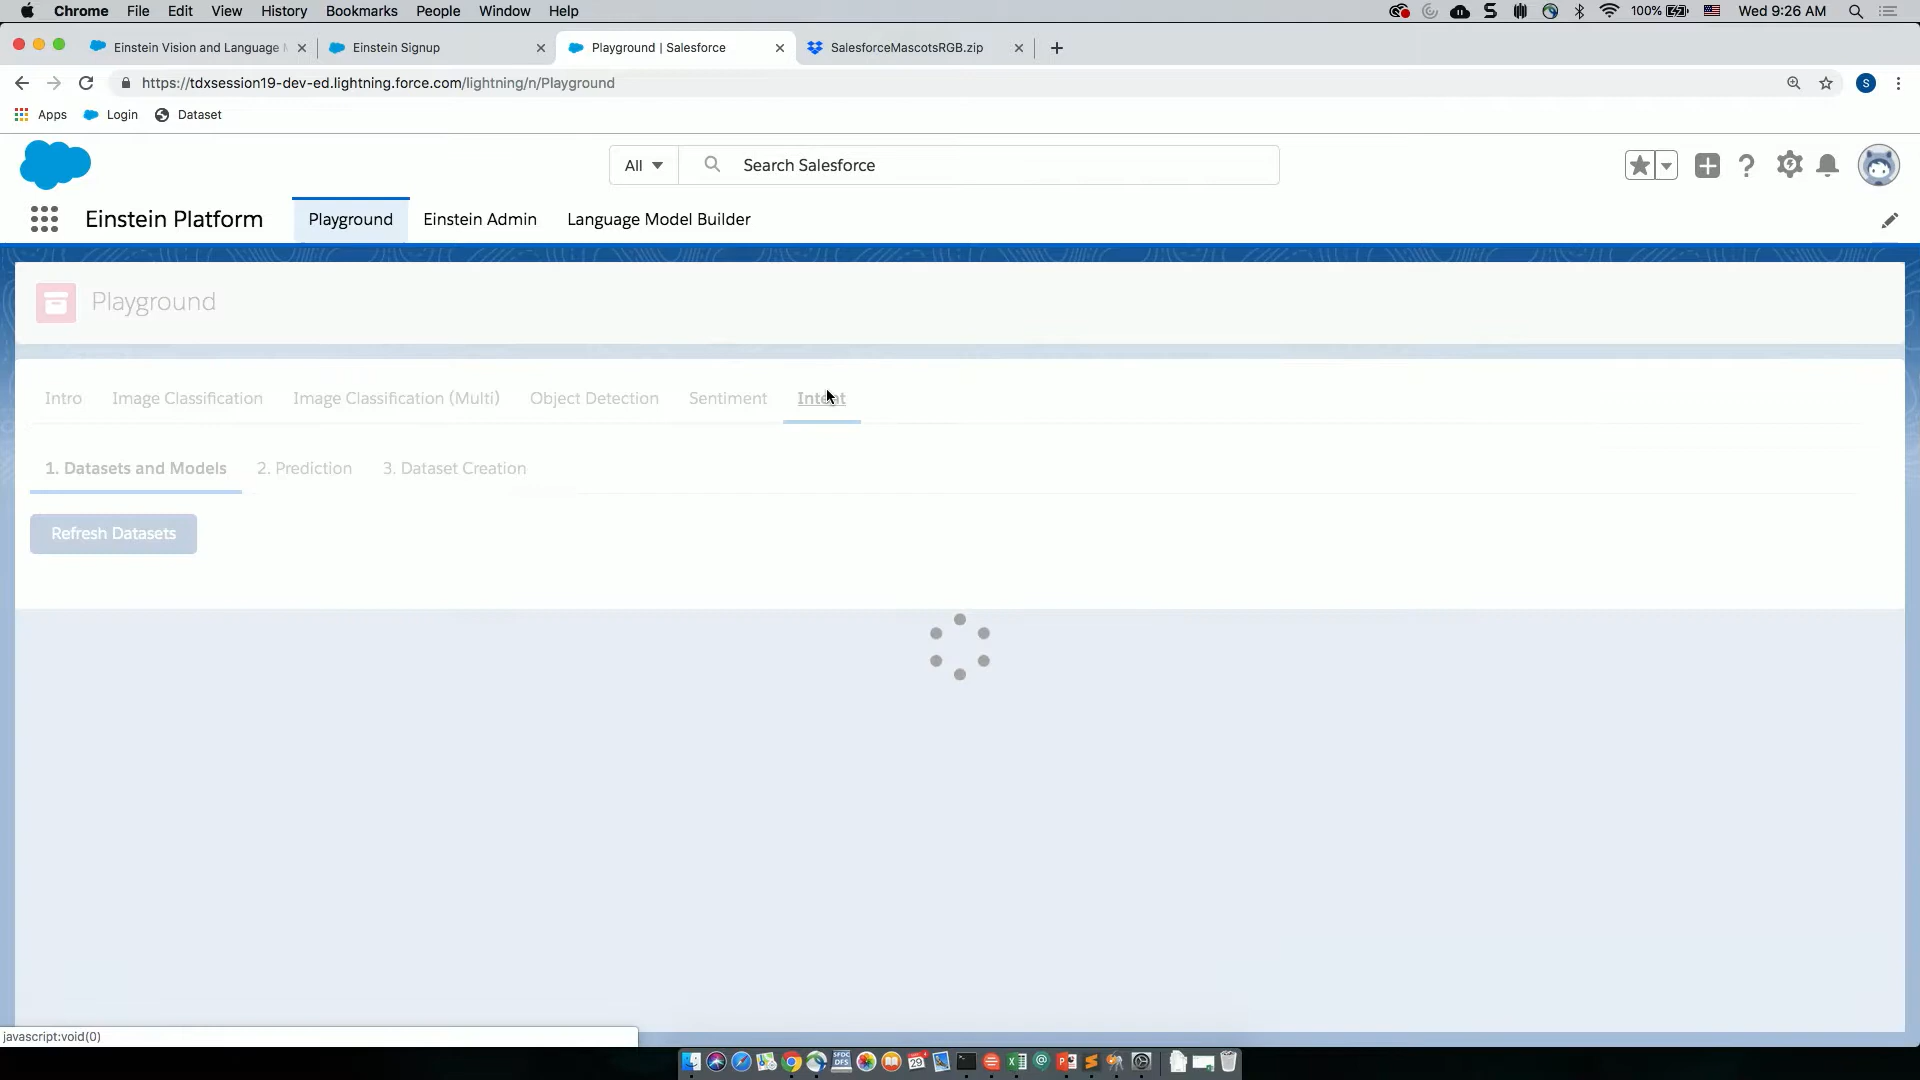 Chrome File Edit View History Bookmarks People Window Help 100% Wed 9:26 AM
Einstein Vision and Language Einstein Signup Playground | Salesforce SalesforceMascotsRGB.zip
https://tdxsession19-dev-ed.lightning.force.com/lightning/n/Playground S
Apps Login Dataset
All Search Salesforce
Einstein Platform Playground Einstein Admin Language Model Builder
Playground
Intro Image Classification Image Classification (Multi) Object Detection Sentiment Intent
1. Datasets and Models 2. Prediction 3. Dataset Creation
Refresh Datasets
javascript:void(0)